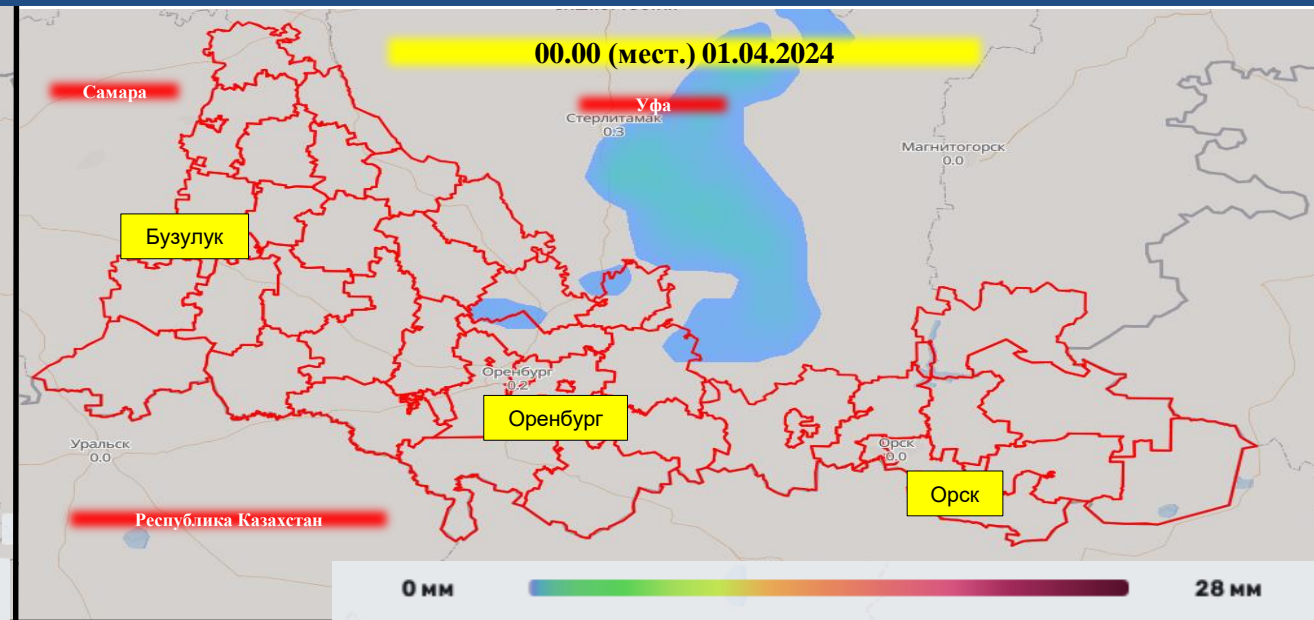 00.00 (мест.) 01.04.2024
Самара
Уфа
Стерлитамак
0.3
Магнитогорск
0.0
Бузулук
Оренбург
0.2
Оренбург
Уральск
0.0
Орск
0.0
Орск
Республика Казахстан
0 мм
28 мм